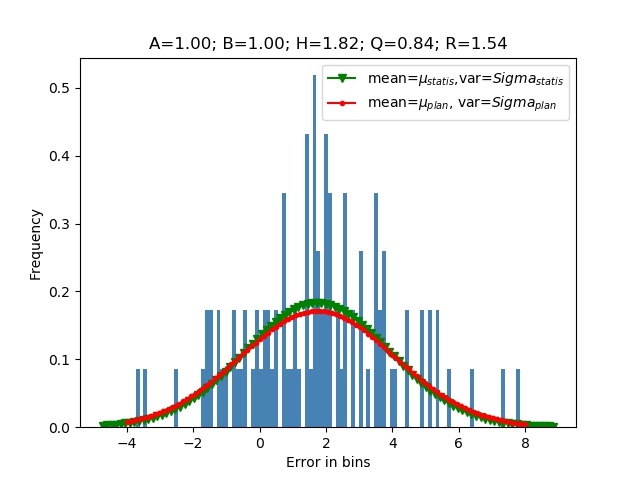 A=1.00; B=1.00; H=1.82; Q=0.84; R=1.54
mean=μstatis,var=Sigmastatis
mean=μplan, var=Sigmaplan
Frequency
0.5
0.4
0.3
0.2
0.1
0.0
−4 −2 0 2 4 6 8
Error in bins